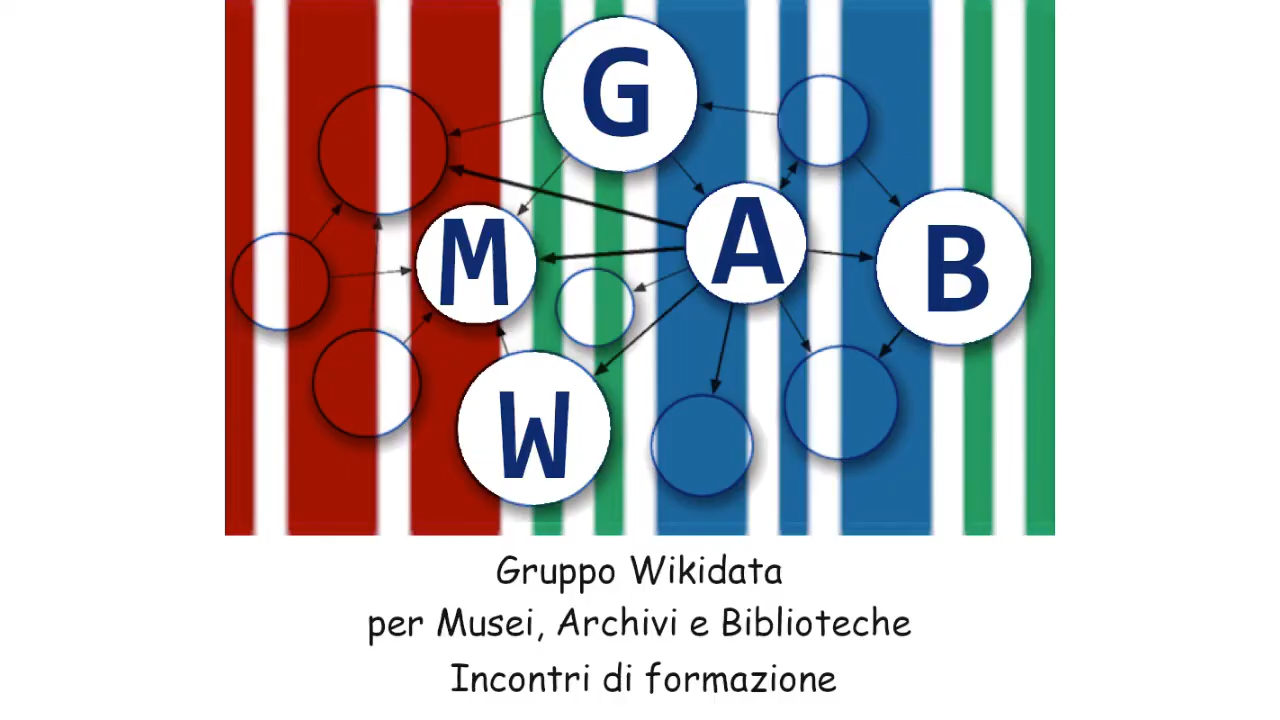 G
A
B
M
W
Gruppo Wikidata
per Musei, Archivi e Biblioteche
Incontri di formazione